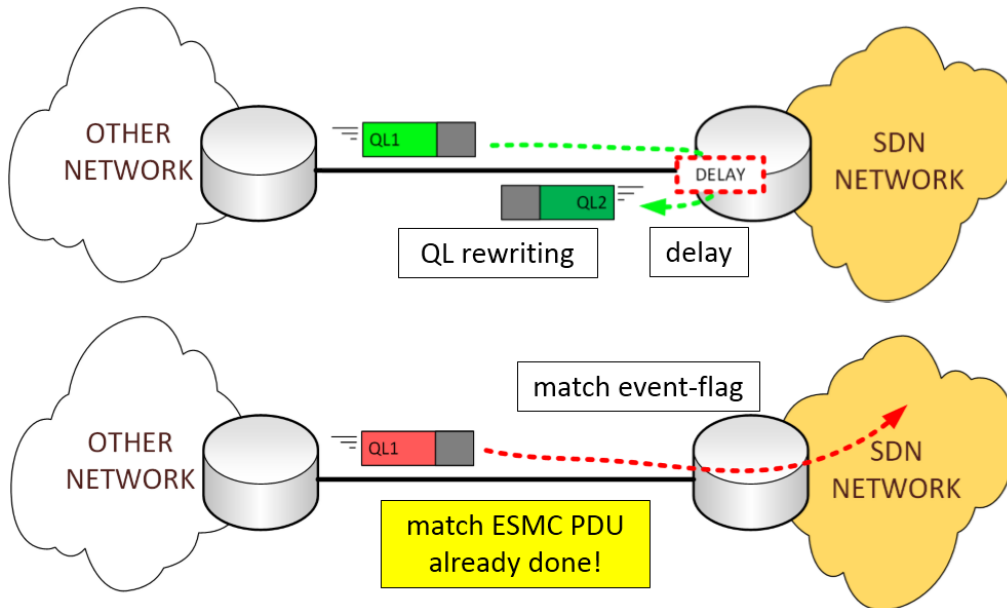 OTHER
NETWORK
QL1
DELAY
SDN
NETWORK
QL2
QL rewriting
delay
match event-flag
OTHER
NETWORK
QL1
SDN
NETWORK
match ESMC PDU
already done!